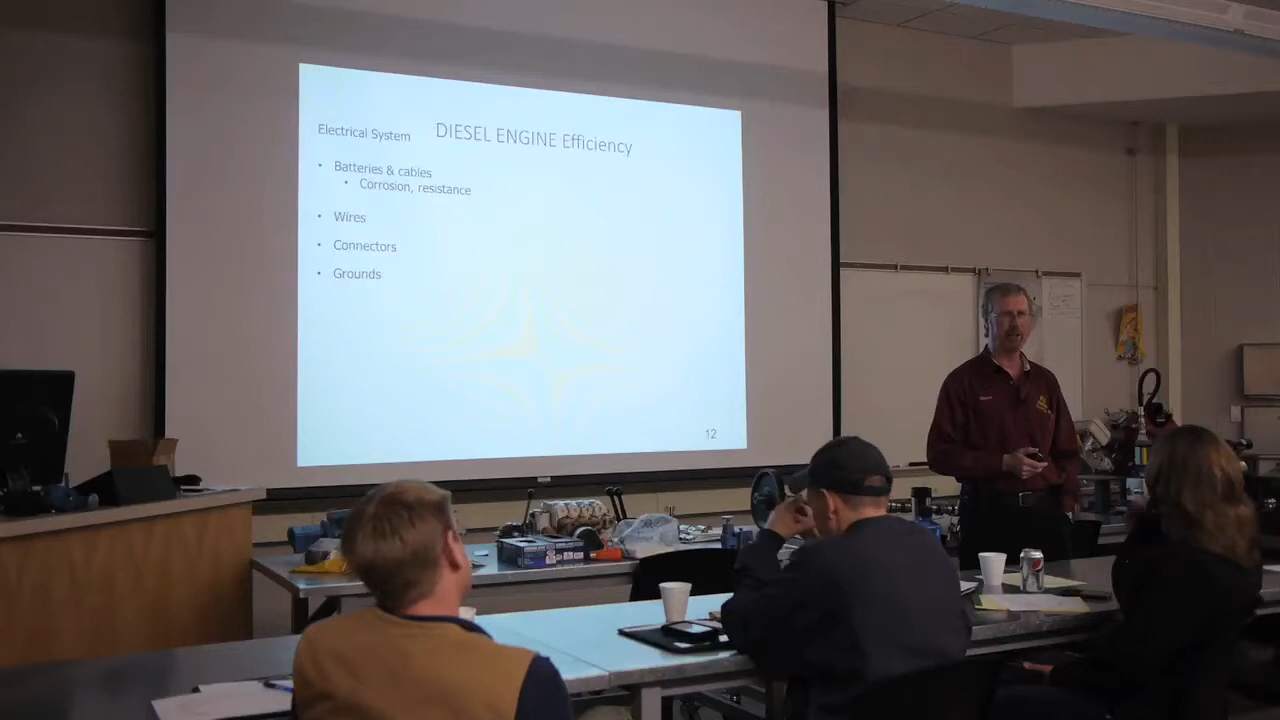 Electrical System
DIESEL ENGINE Efficiency
• Batteries & cables
• Corrosion, resistance
• Wires
• Connectors
• Grounds
12